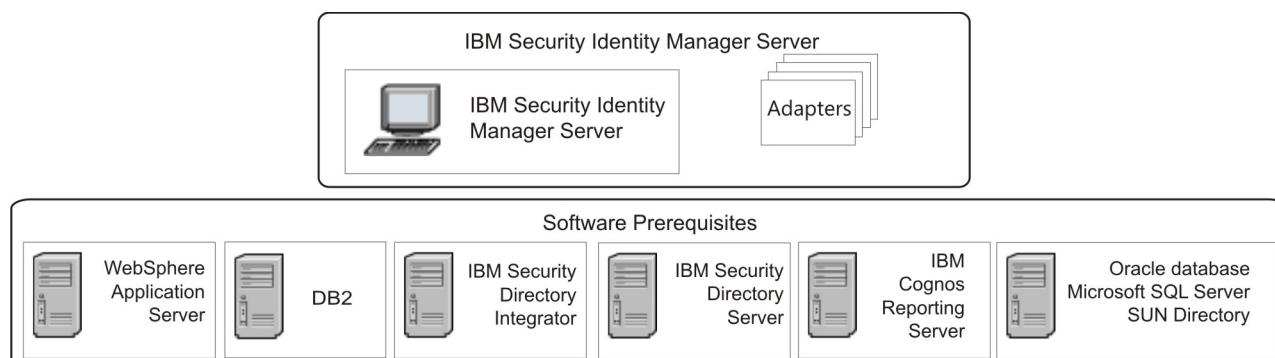 IBM Security Identity Manager Server
IBM Security Identity
Manager Server
Adapters
Software Prerequisites
WebSphere
Application
Server
DB2
IBM Security
Directory
Integrator
IBM Security
Directory
Server
IBM
Cognos
Reporting
Server
Oracle database
Microsoft SQL Server
SUN Directory